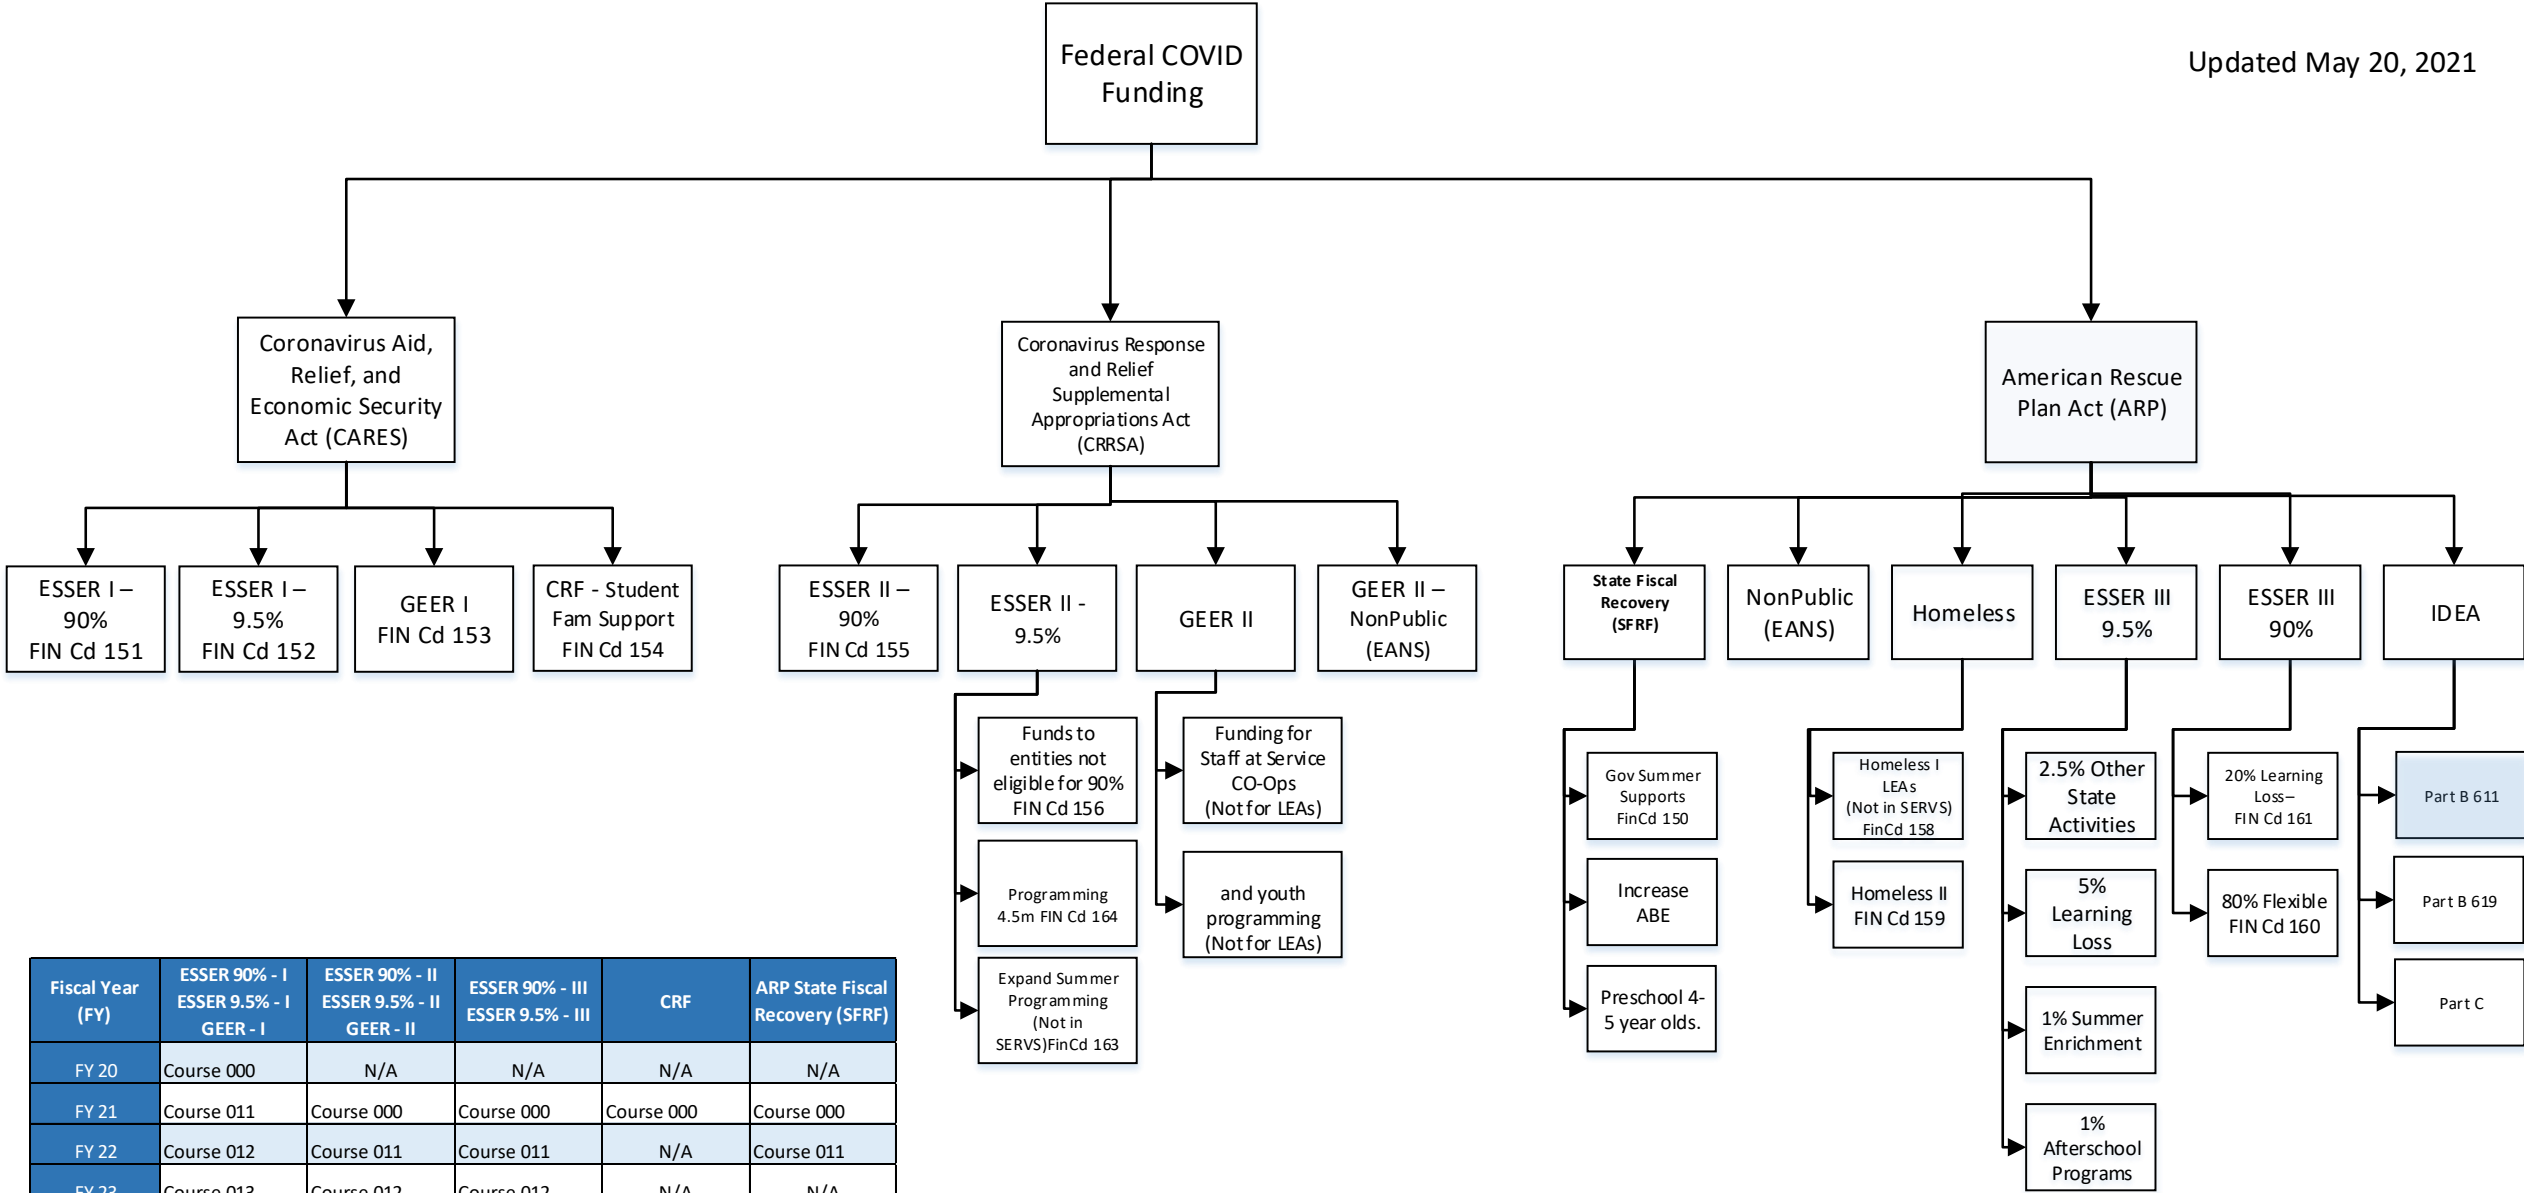 Federal COVID
Funding
Updated May 20, 2021
Coronavirus Aid,
Relief, and
Economic Security
Act (CARES)
Coronavirus Response
and Relief
Supplemental
Appropriations Act
(CRRSA)
American Rescue
Plan Act (ARP)
ESSER I –
90%
FIN Cd 151
ESSER I –
9.5%
FIN Cd 152
GEER I
FIN Cd 153
CRF - Student
Fam Support
FIN Cd 154
ESSER II –
90%
FIN Cd 155
ESSER II -
9.5%
GEER II
GEER II –
NonPublic
(EANS)
State Fiscal
Recovery
(SFRF)
NonPublic
(EANS)
Homeless
ESSER III
9.5%
ESSER III
90%
IDEA
Funds to
entities not
eligible for 90%
FIN Cd 156
Programming
4.5m FIN Cd 164
Expand Summer
Programming
(Not in
SERVS)FinCd 163
Funding for
Staff at Service
CO-Ops
(Not for LEAs)
and youth
programming
(Not for LEAs)
Gov Summer
Supports
FinCd 150
Increase
ABE
Preschool 4-
5 year olds.
Homeless I
LEAs
(Not in SERVS)
FinCd 158
Homeless II
FIN Cd 159
2.5% Other
State
Activities
5%
Learning
Loss
1% Summer
Enrichment
1%
Afterschool
Programs
20% Learning
Loss–
FIN Cd 161
80% Flexible
FIN Cd 160
Part B 611
Part B 619
Part C
Fiscal Year
(FY)
ESSER 90% - I
ESSER 9.5% - I
GEER - I
ESSER 90% - II
ESSER 9.5% - II
GEER - II
ESSER 90% - III
ESSER 9.5% - III
CRF
ARP State Fiscal
Recovery (SFRF)
FY 20 Course 000 N/A N/A N/A N/A
FY 21 Course 011 Course 000 Course 000 Course 000 Course 000
FY 22 Course 012 Course 011 Course 011 N/A Course 011
FY 23 Course 013 Course 012 Course 012 N/A N/A